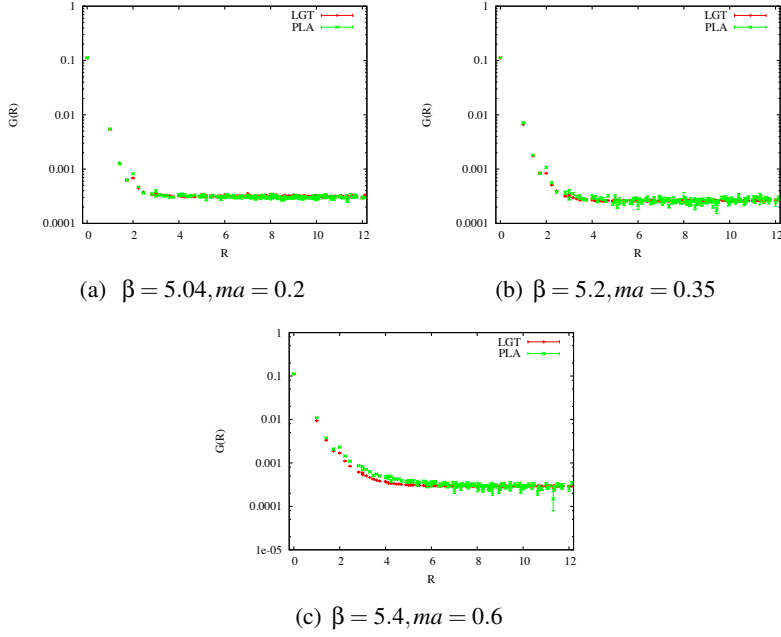 LGT
PLA
1
0.1
0.01
0.001
0.0001
G(R)
0 2 4 6 8 10 12
R
(a) β = 5.04, ma = 0.2
LGT
PLA
1
0.1
0.01
0.001
0.0001
G(R)
0 2 4 6 8 10 12
R
(b) β = 5.2, ma = 0.35
LGT
PLA
1
0.1
0.01
0.001
0.0001
1e-05
G(R)
0 2 4 6 8 10 12
R
(c) β = 5.4, ma = 0.6